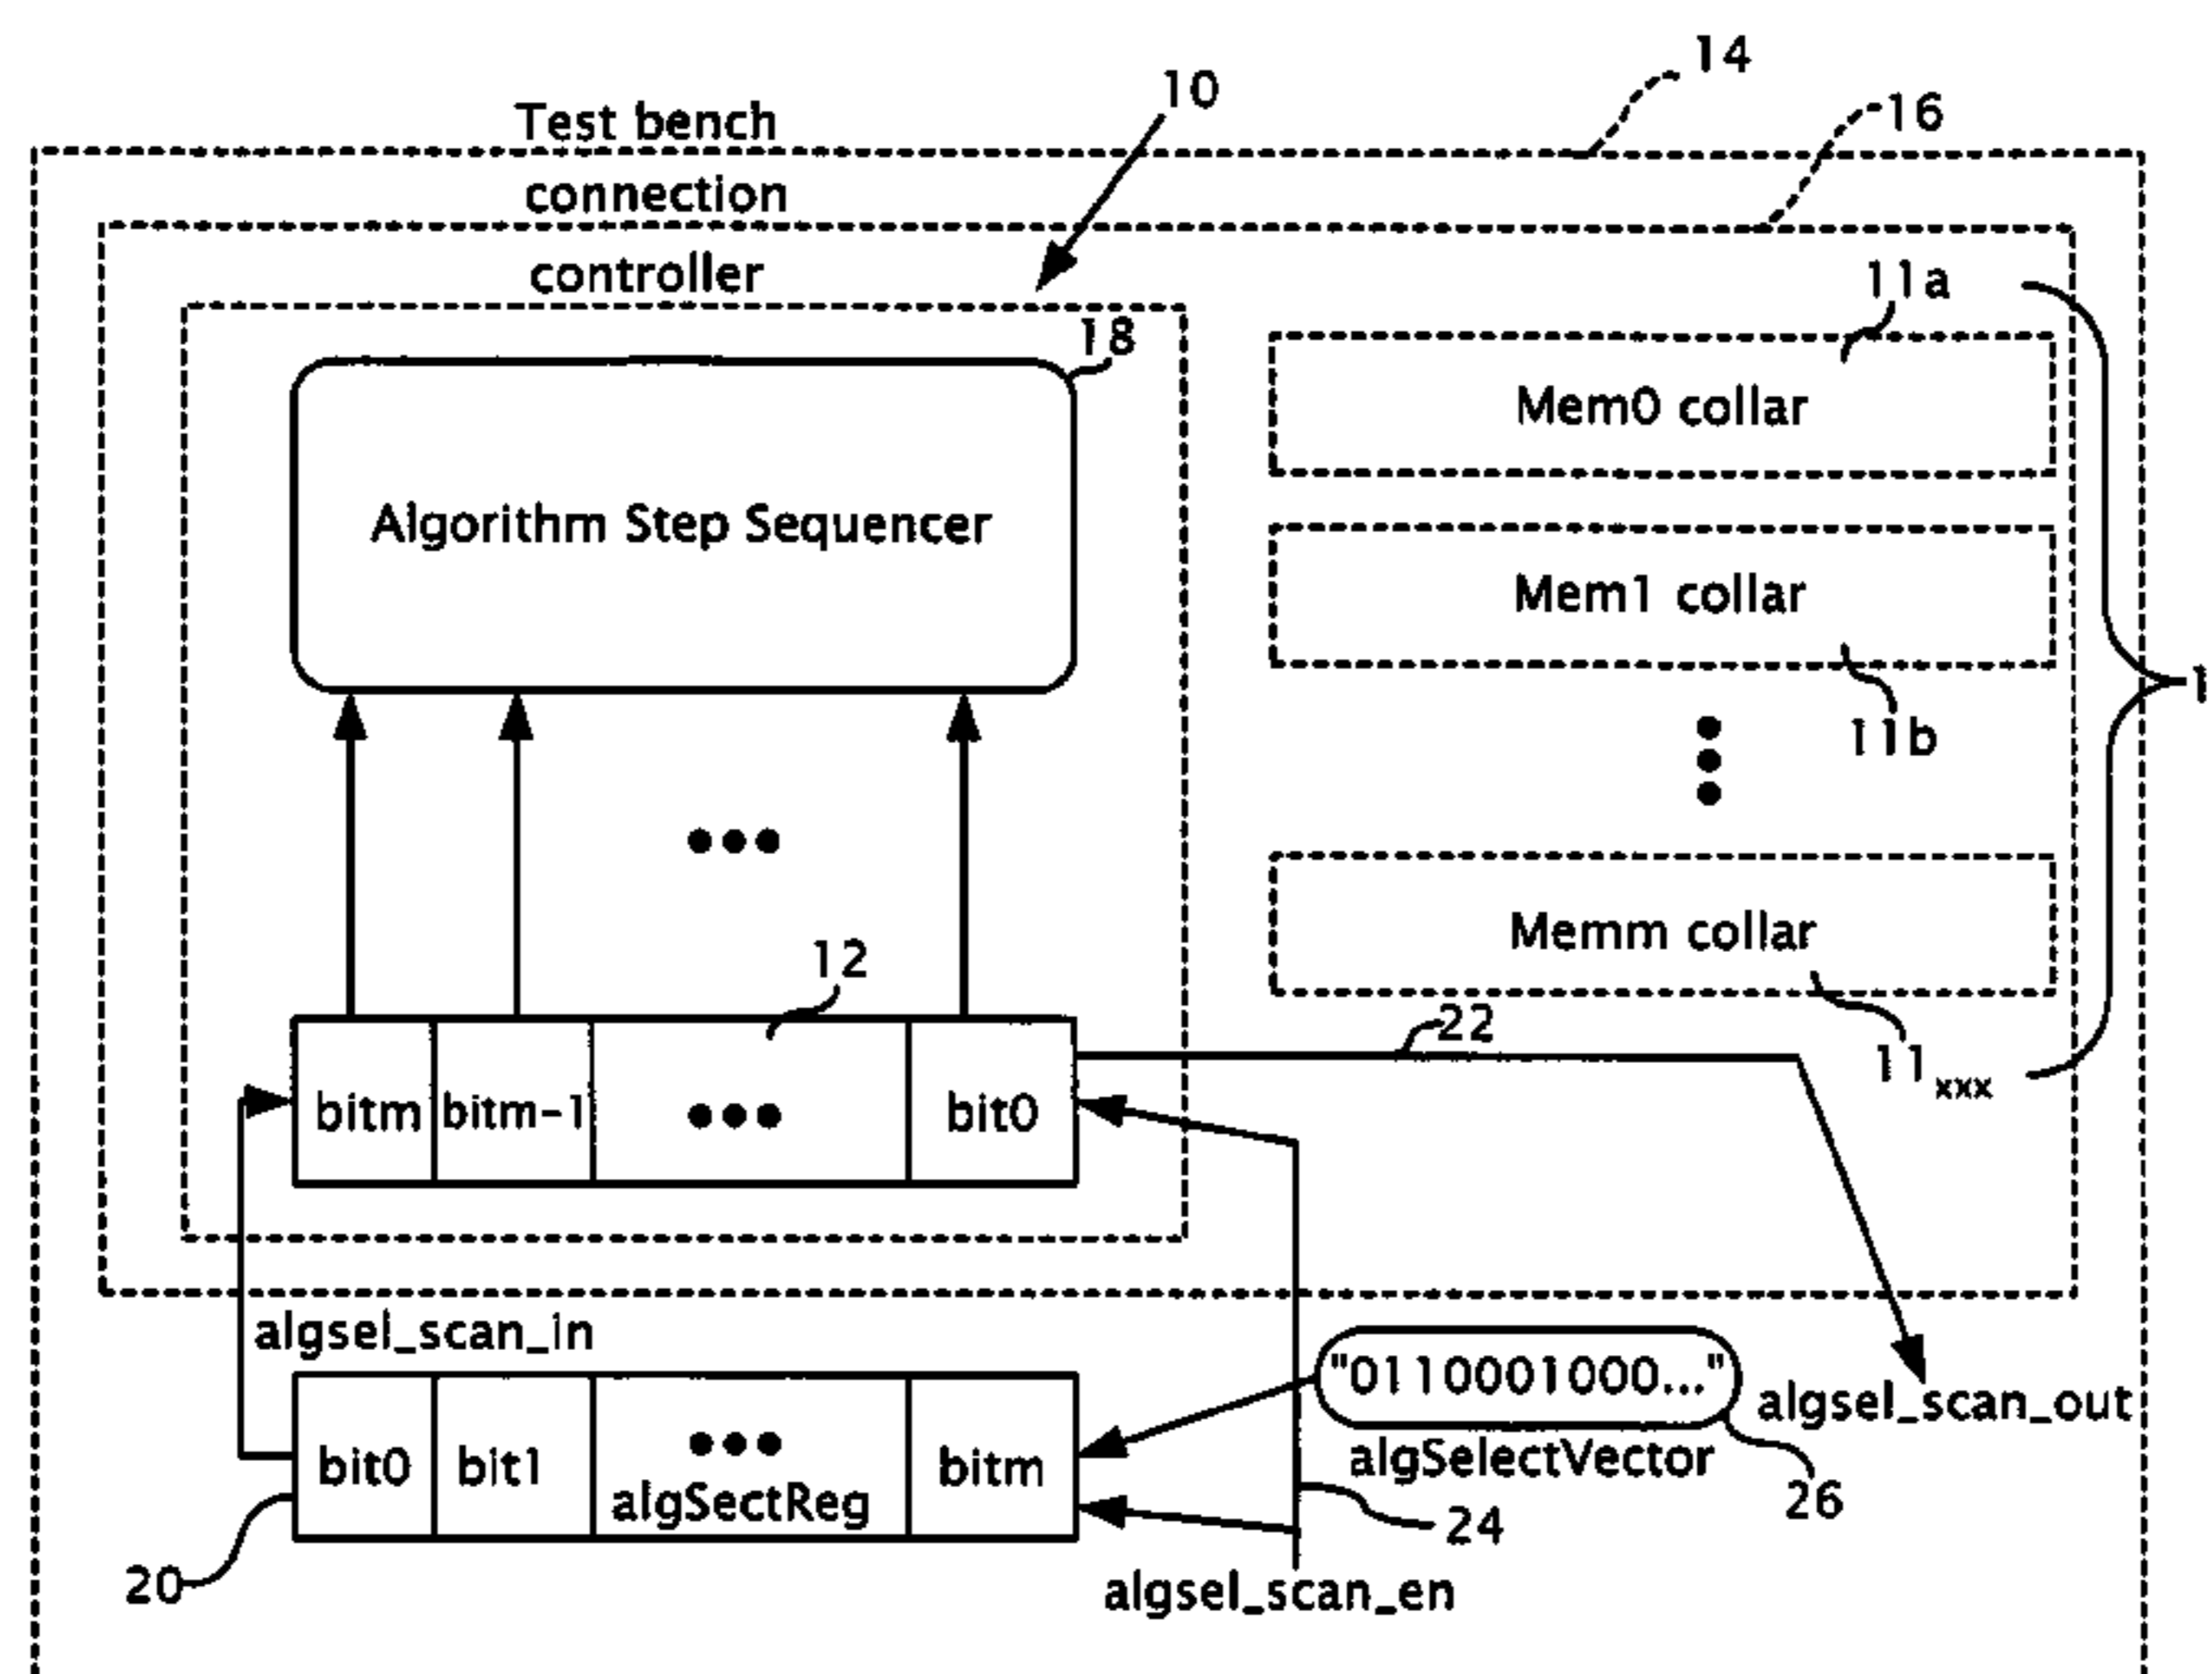 14
10
16
Test bench
connection
controller
11a
18
Mem0 collar
Algorithm Step Sequencer
Mem1 collar
1
11b
Memm collar
12
22
11xxx
bitm bitm-1 ... bit0
algsel_scan_in
"0110001000..."
algsel_scan_out
bit0 bit1 ... bitm
algSectReg
algSelectVector
26
24
20
algsel_scan_en